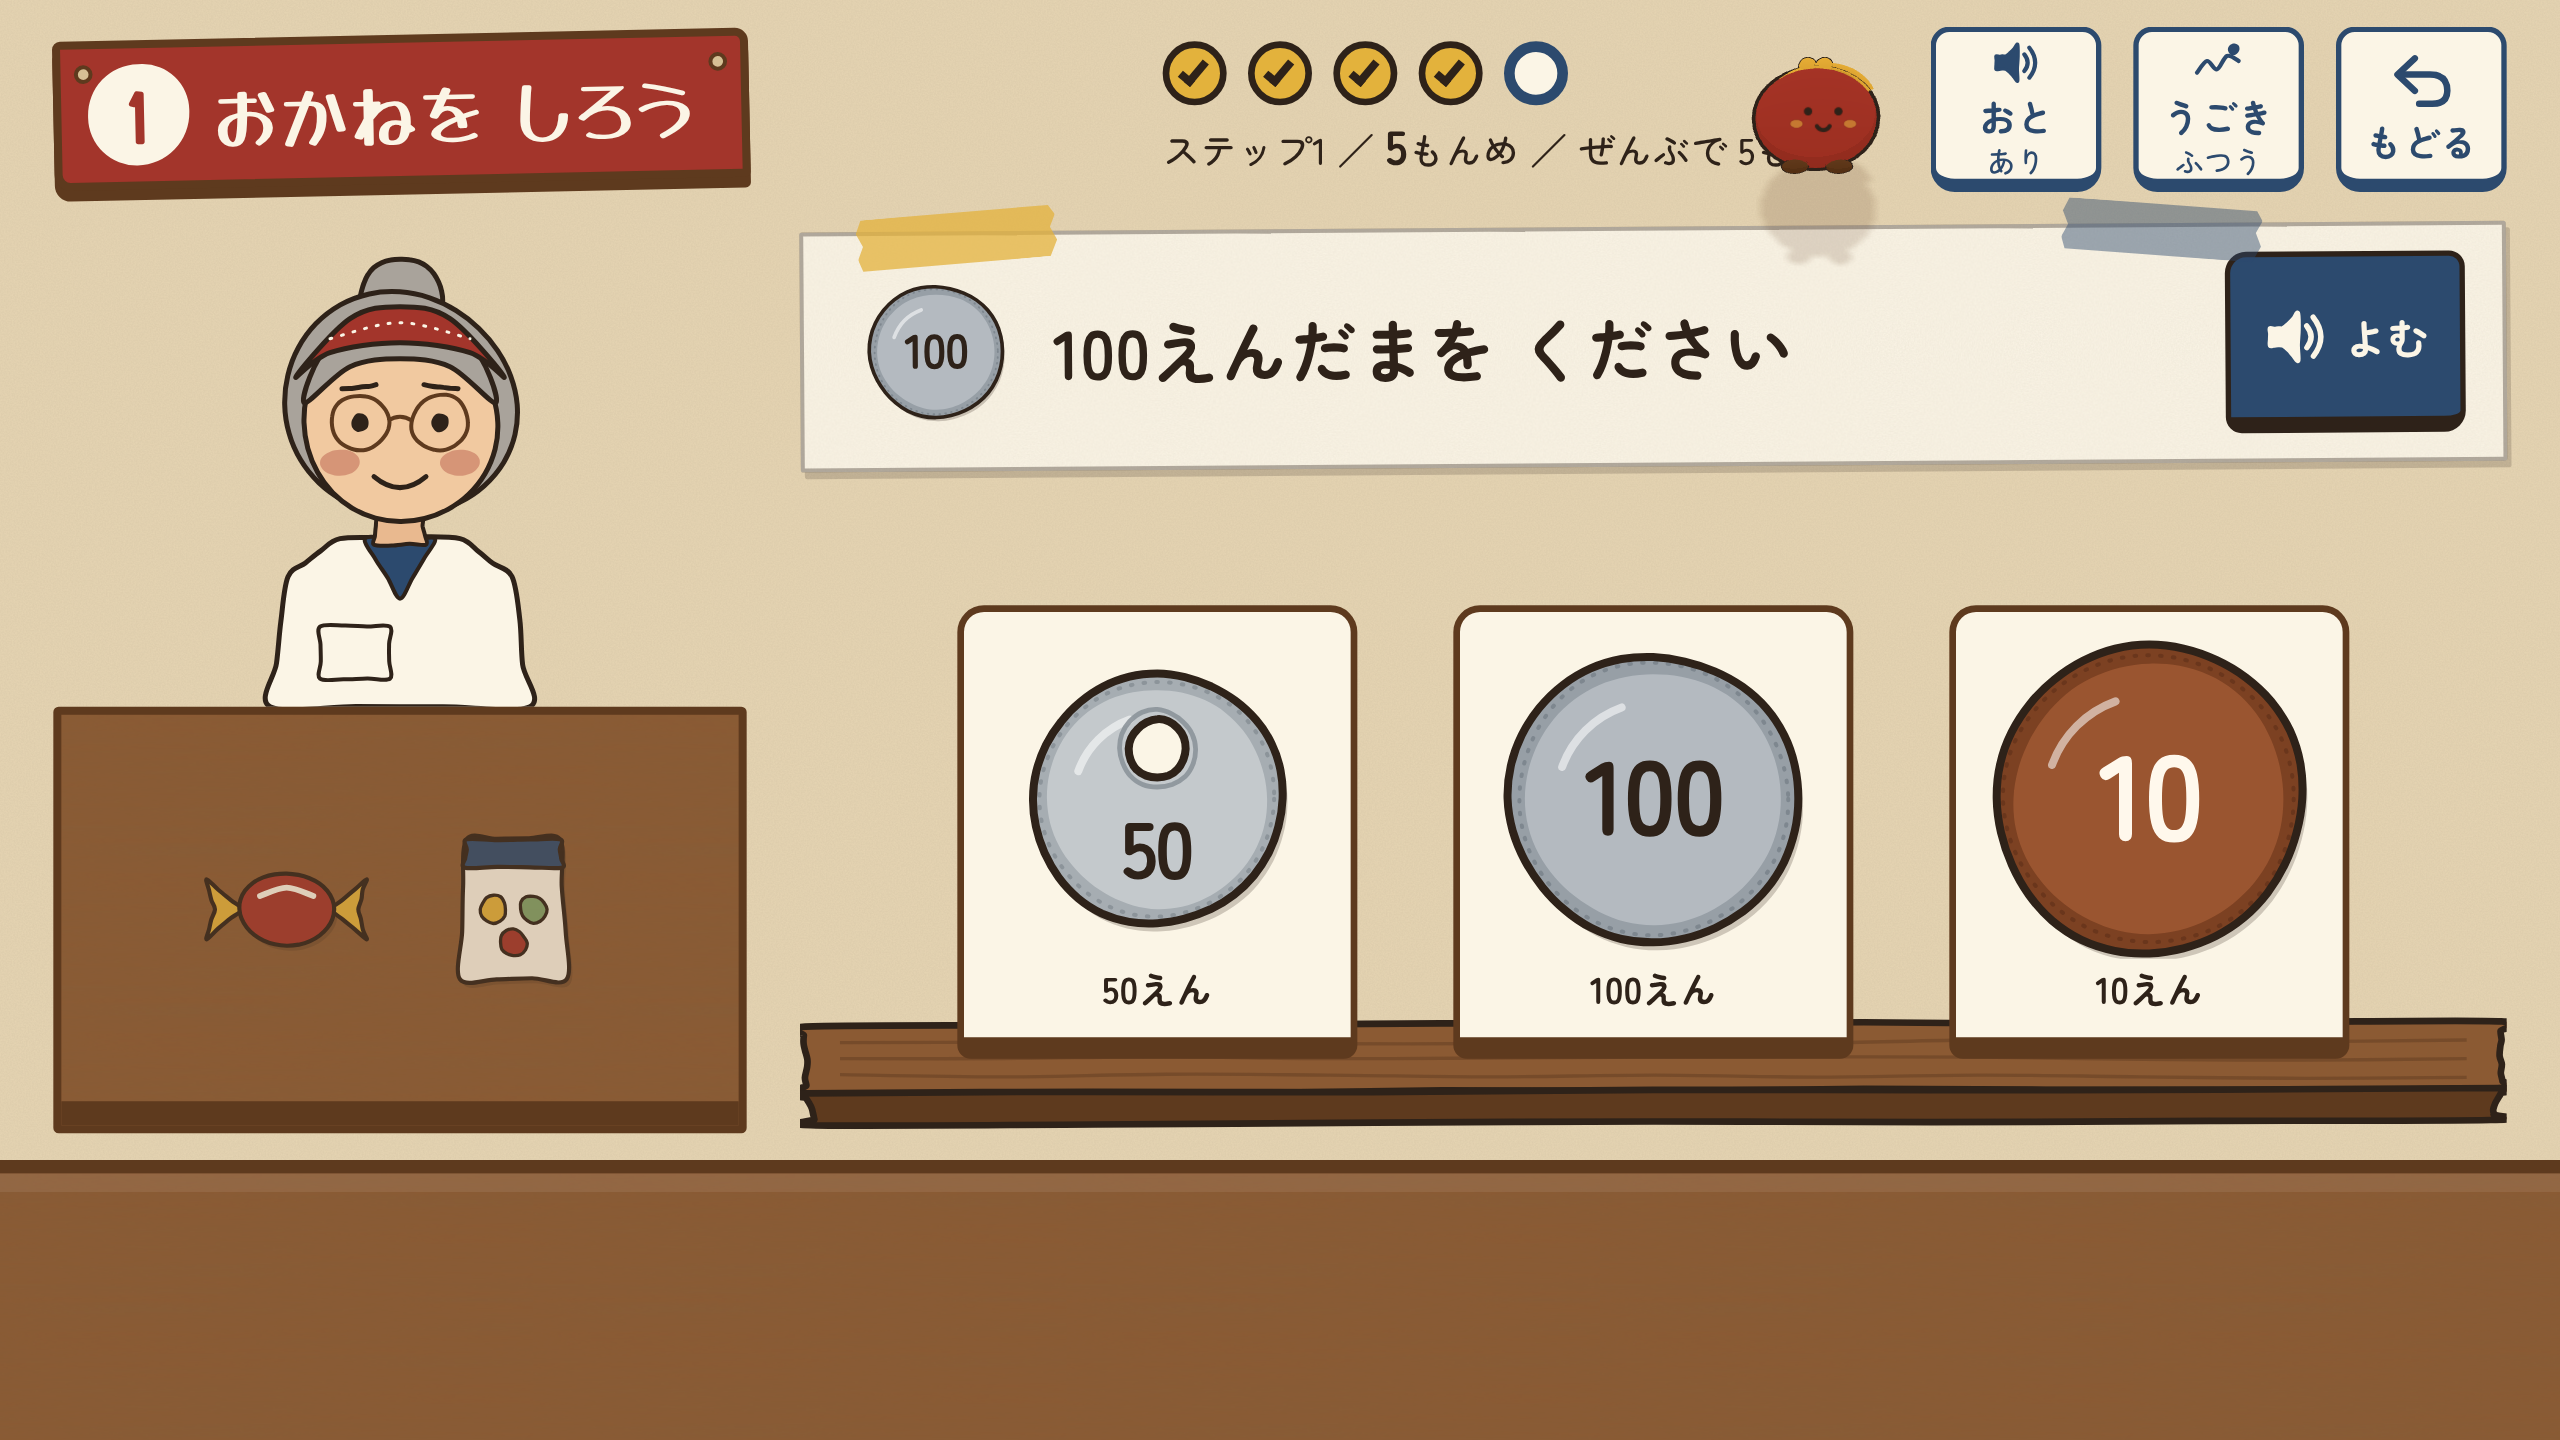 1 おかねを しろう
ステップ1 ／ 5もんめ ／ ぜんぶで 5
おと
あり
うごき
ふつう
もどる
100
100えんだまを ください
よむ
50
50えん
100
100えん
10
10えん